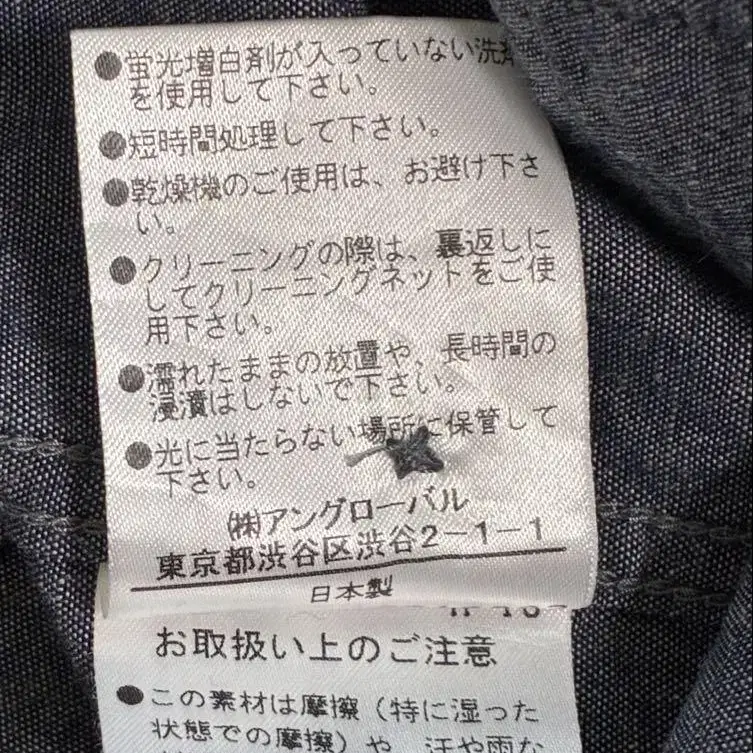 ●蛍光増白剤が入っていない洗剤
を使用して下さい。
●短時間処理して下さい。
●乾燥機のご使用は、お避け下さ
い。
●クリーニングの際は、裏返しに
してクリーニングネットをご使
用下さい。
●濡れたままの放置や、長時間の
浸漬はしないで下さい。
●光に当たらない場所に保管して
下さい。
㈱アングローバル
東京都渋谷区渋谷2-1-1
日本製
お取扱い上のご注意
●この素材は摩擦（特に湿った
状態での摩擦）や、汗や雨な